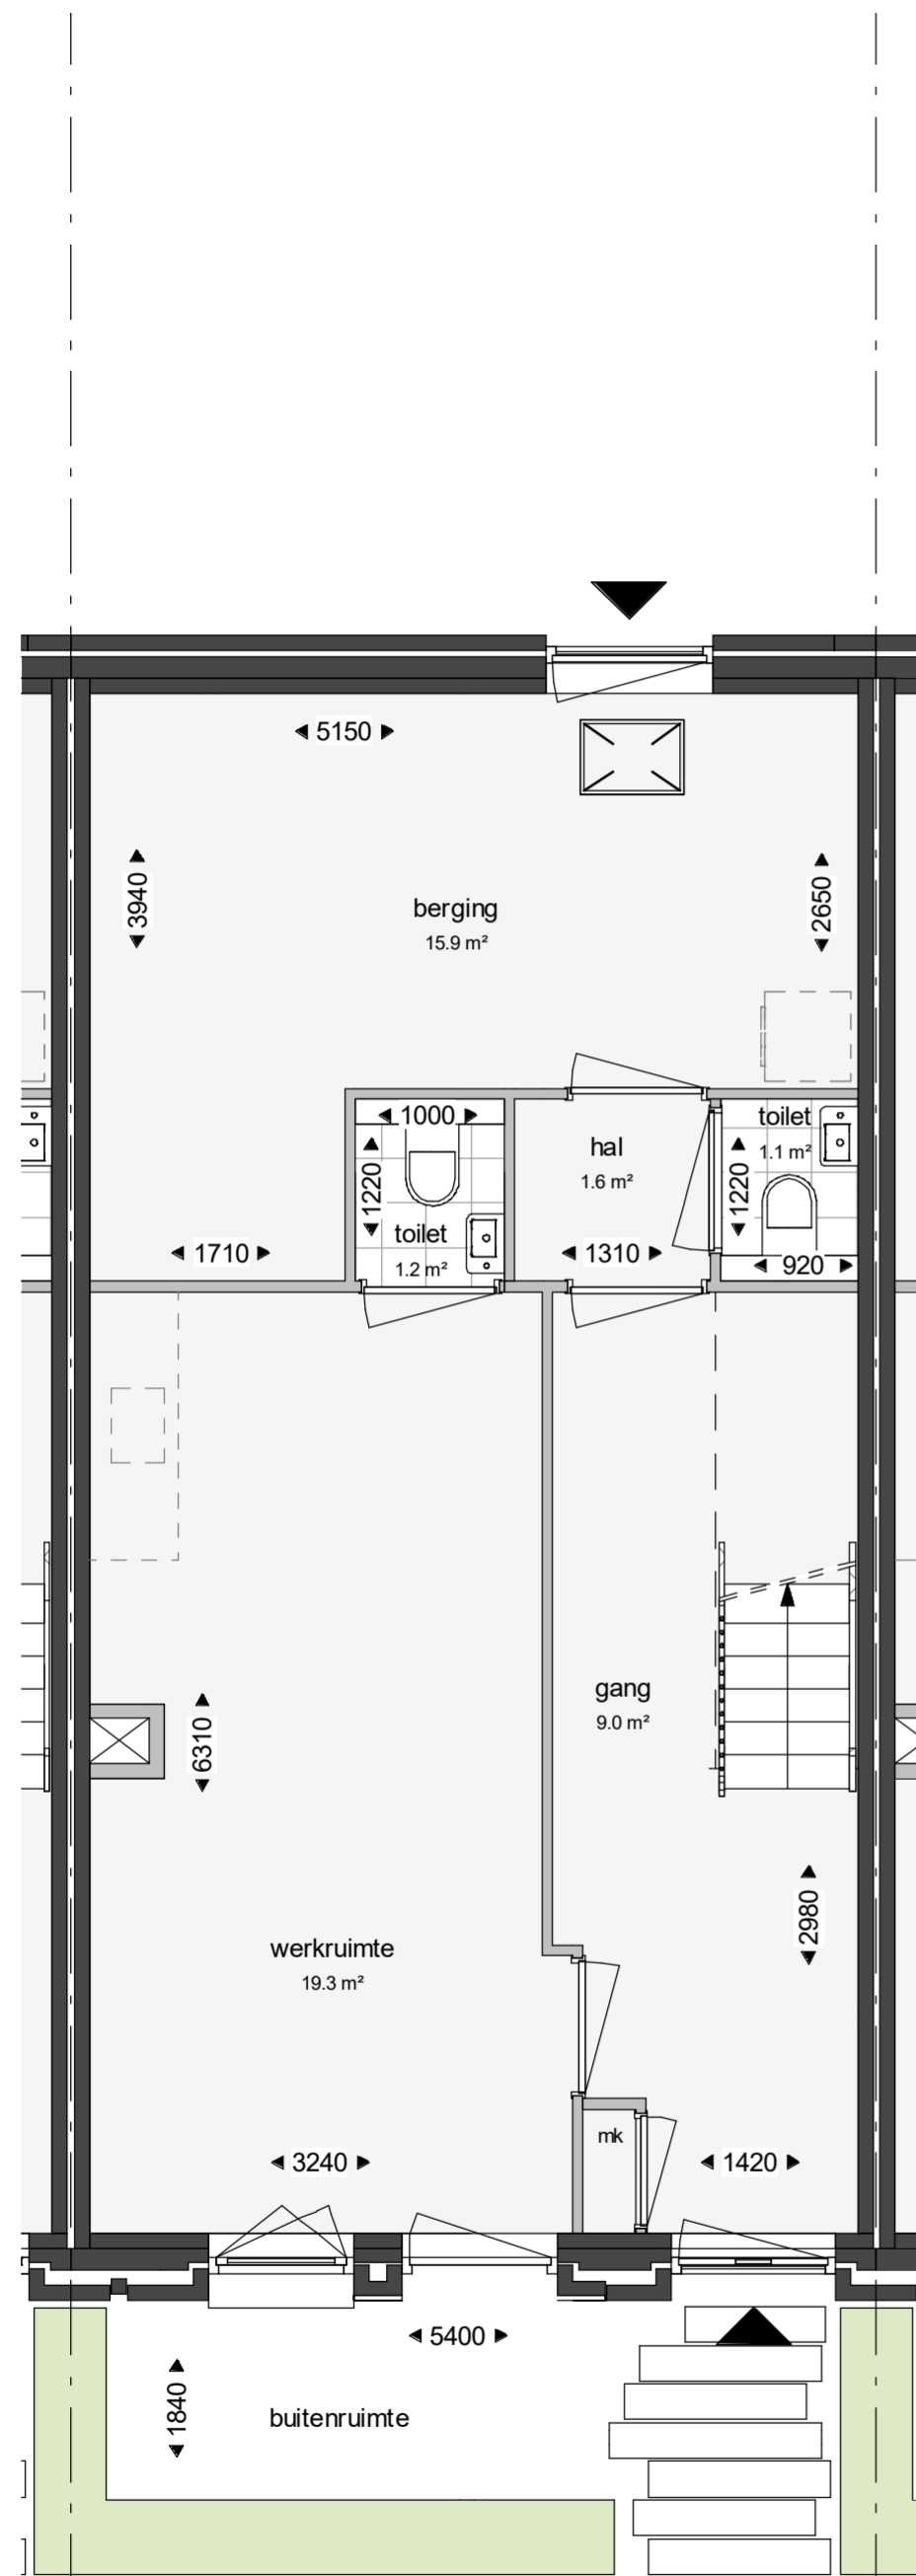 5150
3940
2650
berging
15.9 m²
1000
toilet
1.1 m²
hal
1.6 m²
1220
1220
toilet
1.2 m²
1710
1310
920
gang
9.0 m²
6310
2980
werkruimte
19.3 m²
mk
3240
1420
5400
1840
buitenruimte